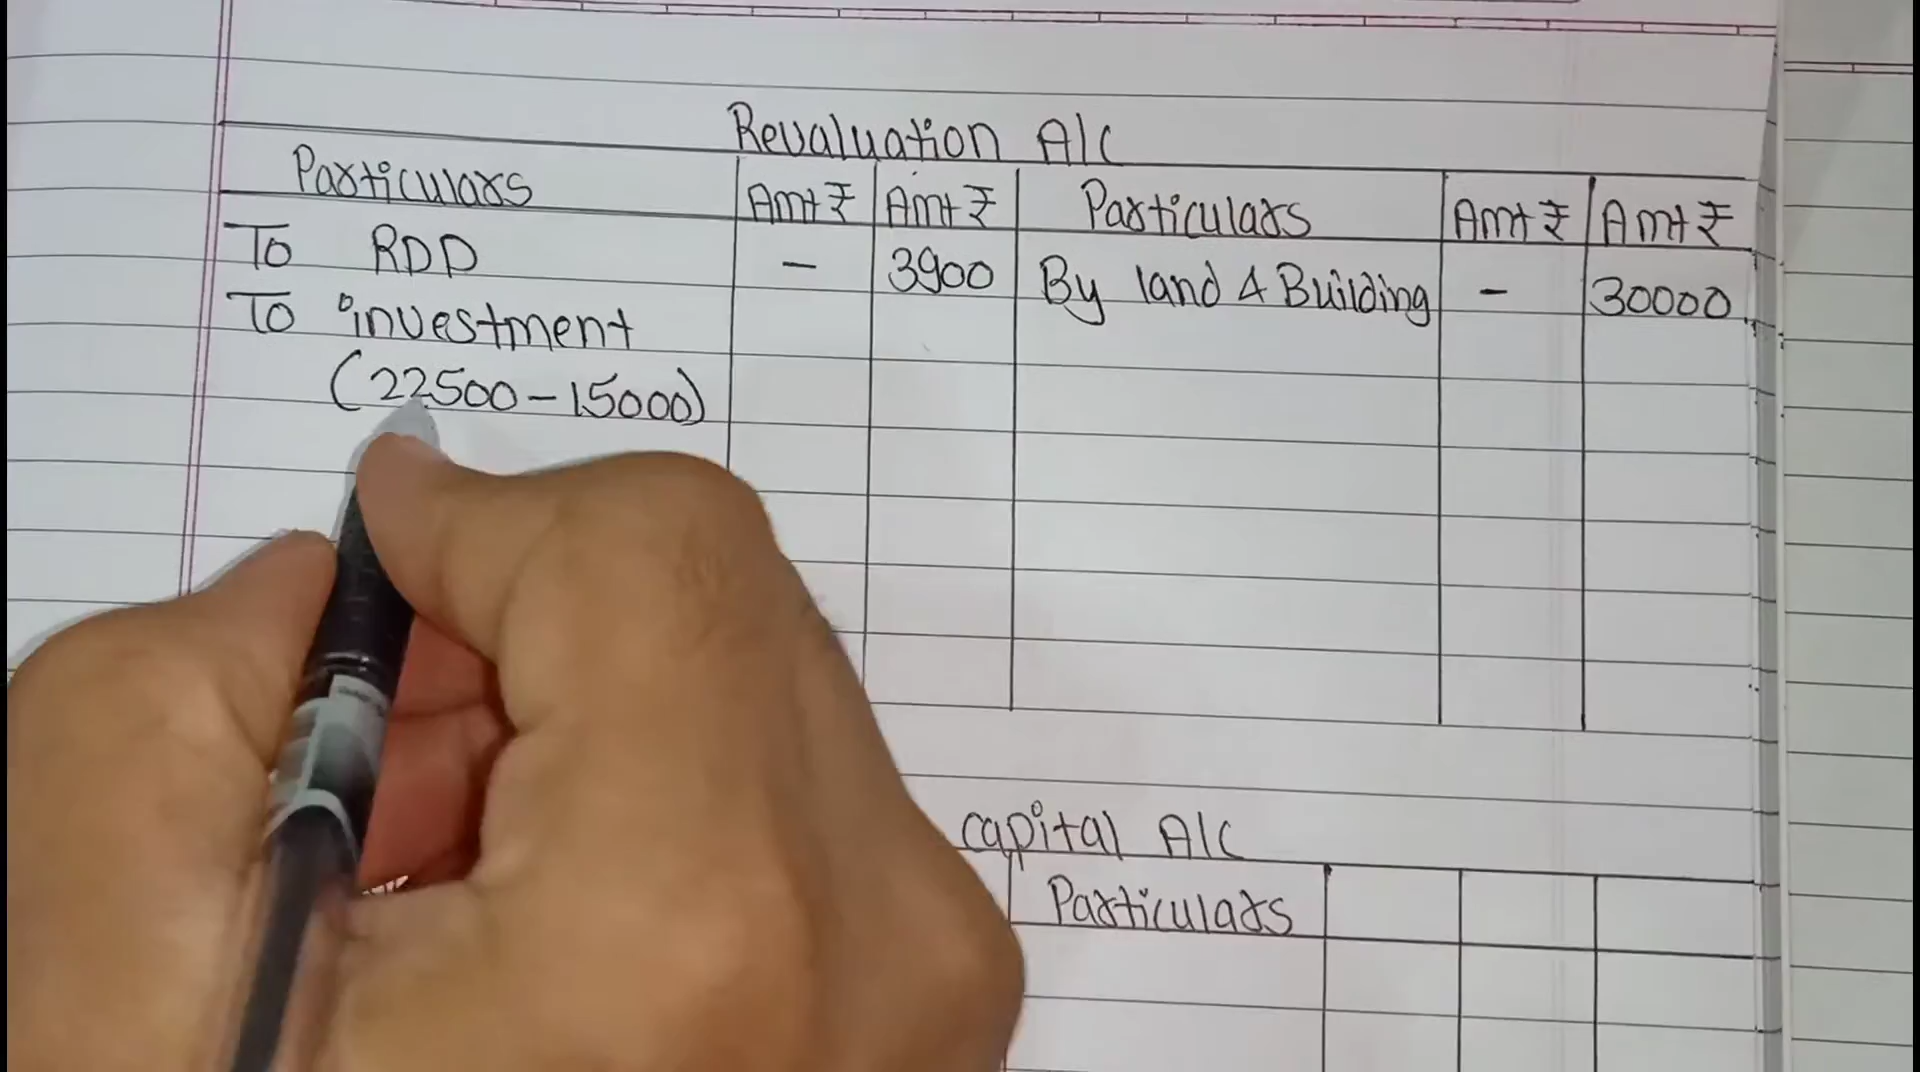 Revaluation A/C
Particulars Amt ₹ Amt ₹ Particulars Amt ₹ Amt ₹
To RDD - 3900 By land & Building - 30000
To investment
(22500-15000)
capital A/C
Particulars